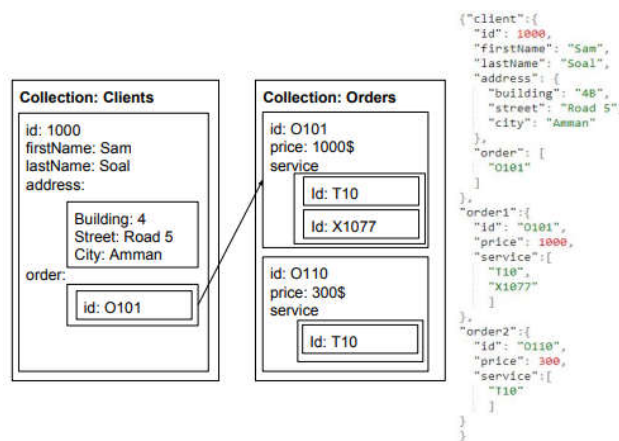 Collection: Clients
id: 1000
firstName: Sam
lastName: Soal
address:
Building: 4
Street: Road 5
City: Amman
order:
id: O101
Collection: Orders
id: O101
price: 1000$
service
Id: T10
Id: X1077
id: O110
price: 300$
service
Id: T10
{"client":{
"id": 1000,
"firstName": "Sam",
"lastName": "Soal",
"address": {
"building": "4B",
"street": "Road 5"
"city": "Amman"
},
"order": [
"O101"
]
},
"order1":{
"id": "O101",
"price": 1000,
"service":[
"T10",
"X1077"
]
},
"order2":{
"id": "O110",
"price": 300,
"service":[
"T10"
]
}
}